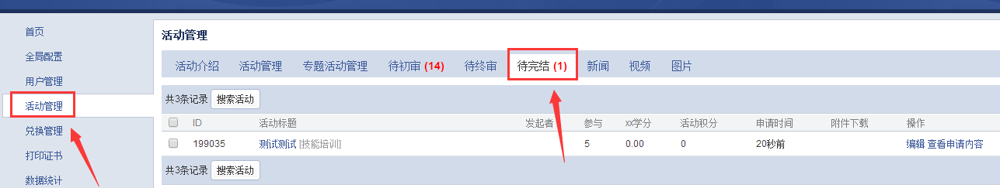 首页
全局配置
用户管理
活动管理
兑换管理
打印证书
数据统计
活动管理
活动介绍 活动管理 专题活动管理 待初审 (14) 待终审 待完结 (1) 新闻 视频 图片
共3条记录 搜索活动
ID 活动标题 发起者 参与 xx学分 活动积分 申请时间 附件下载 操作
199035 测试测试 [技能培训] 5 0.00 0 20秒前 编辑 查看申请内容
共3条记录 搜索活动